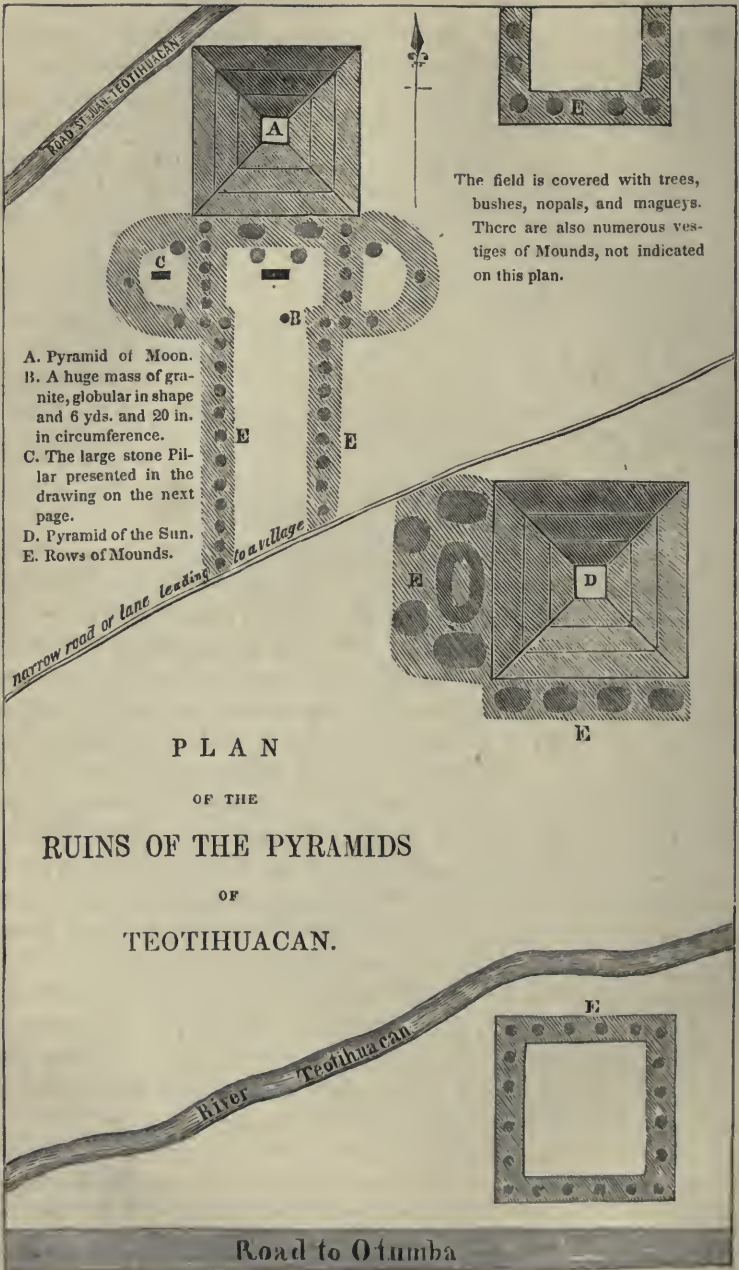 ROAD St JUAN-TEOTIHUACAN
A
E
The field is covered with trees,
bushes, nopals, and magueys.
There are also numerous ves-
tiges of Mounds, not indicated
on this plan.
C
B
A. Pyramid of Moon.
B. A huge mass of gra-
nite, globular in shape
and 6 yds. and 20 in.
in circumference.
C. The large stone Pil-
lar presented in the
drawing on the next
page.
D. Pyramid of the Sun.
E. Rows of Mounds.
E
E
narrow road or lane leading to a village
E
D
E
PLAN
OF THE
RUINS OF THE PYRAMIDS
OF
TEOTIHUACAN.
River Teotihuacan
E
Road to Otumba